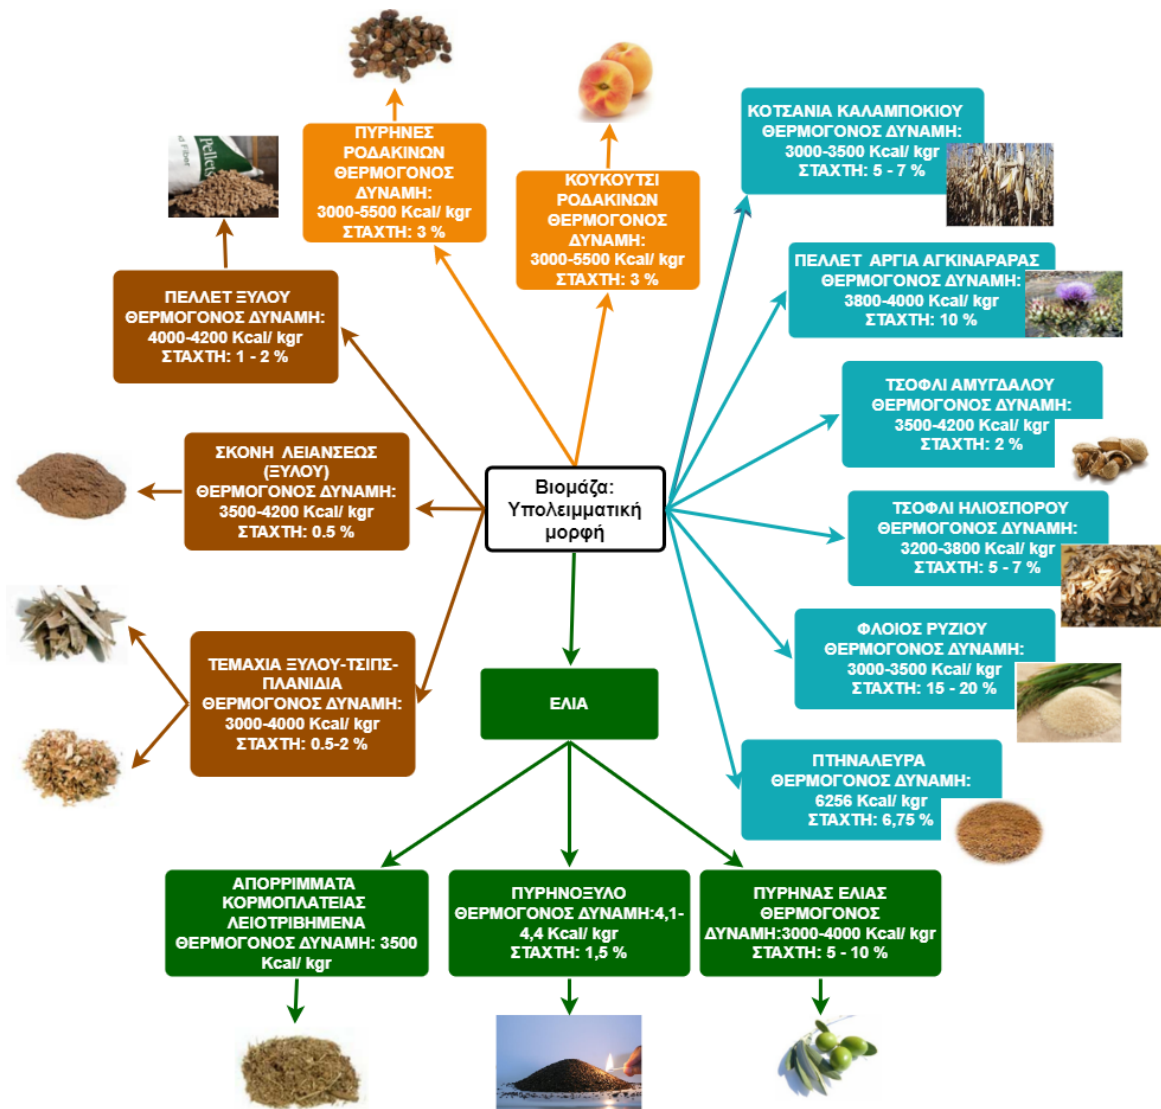 ΠΥΡΗΝΕΣ
ΡΟΔΑΚΙΝΩΝ
ΘΕΡΜΟΓΟΝΟΣ
ΔΥΝΑΜΗ:
3000-5500 Kcal/ kgr
ΣΤΑΧΤΗ: 3 %
ΚΟΥΚΟΥΤΣΙ
ΡΟΔΑΚΙΝΩΝ
ΘΕΡΜΟΓΟΝΟΣ
ΔΥΝΑΜΗ:
3000-5500 Kcal/ kgr
ΣΤΑΧΤΗ: 3 %
ΚΟΤΣΑΝΙΑ ΚΑΛΑΜΠΟΚΙΟΥ
ΘΕΡΜΟΓΟΝΟΣ ΔΥΝΑΜΗ:
3000-3500 Kcal/ kgr
ΣΤΑΧΤΗ: 5 - 7 %
Pellets
Fiber
ΠΕΛΛΕΤ ΞΥΛΟΥ
ΘΕΡΜΟΓΟΝΟΣ ΔΥΝΑΜΗ:
4000-4200 Kcal/ kgr
ΣΤΑΧΤΗ: 1 - 2 %
ΠΕΛΛΕΤ ΑΡΓΙΑ ΑΓΚΙΝΑΡΑΡΑΣ
ΘΕΡΜΟΓΟΝΟΣ ΔΥΝΑΜΗ:
3800-4000 Kcal/ kgr
ΣΤΑΧΤΗ: 10 %
ΤΣΟΦΛΙ ΑΜΥΓΔΑΛΟΥ
ΘΕΡΜΟΓΟΝΟΣ ΔΥΝΑΜΗ:
3500-4200 Kcal/ kgr
ΣΤΑΧΤΗ: 2 %
ΣΚΟΝΗ ΛΕΙΑΝΣΕΩΣ
(ΞΥΛΟΥ)
ΘΕΡΜΟΓΟΝΟΣ ΔΥΝΑΜΗ:
3500-4200 Kcal/ kgr
ΣΤΑΧΤΗ: 0.5 %
Βιομάζα:
Υπολειμματική
μορφή
ΤΣΟΦΛΙ ΗΛΙΟΣΠΟΡΟΥ
ΘΕΡΜΟΓΟΝΟΣ ΔΥΝΑΜΗ:
3200-3800 Kcal/ kgr
ΣΤΑΧΤΗ: 5 - 7 %
ΦΛΟΙΟΣ ΡΥΖΙΟΥ
ΘΕΡΜΟΓΟΝΟΣ ΔΥΝΑΜΗ:
3000-3500 Kcal/ kgr
ΣΤΑΧΤΗ: 15 - 20 %
ΤΕΜΑΧΙΑ ΞΥΛΟΥ-ΤΣΙΠΣ-
ΠΛΑΝΙΔΙΑ
ΘΕΡΜΟΓΟΝΟΣ ΔΥΝΑΜΗ:
3000-4000 Kcal/ kgr
ΣΤΑΧΤΗ: 0.5-2 %
ΕΛΙΑ
ΠΤΗΝΑΛΕΥΡΑ
ΘΕΡΜΟΓΟΝΟΣ ΔΥΝΑΜΗ:
6256 Kcal/ kgr
ΣΤΑΧΤΗ: 6,75 %
ΑΠΟΡΡΙΜΜΑΤΑ
ΚΟΡΜΟΠΛΑΤΕΙΑΣ
ΛΕΙΟΤΡΙΒΗΜΕΝΑ
ΘΕΡΜΟΓΟΝΟΣ ΔΥΝΑΜΗ: 3500
Kcal/ kgr
ΠΥΡΗΝΟΞΥΛΟ
ΘΕΡΜΟΓΟΝΟΣ ΔΥΝΑΜΗ:4,1-
4,4 Kcal/ kgr
ΣΤΑΧΤΗ: 1,5 %
ΠΥΡΗΝΑΣ ΕΛΙΑΣ
ΘΕΡΜΟΓΟΝΟΣ
ΔΥΝΑΜΗ:3000-4000 Kcal/ kgr
ΣΤΑΧΤΗ: 5 - 10 %